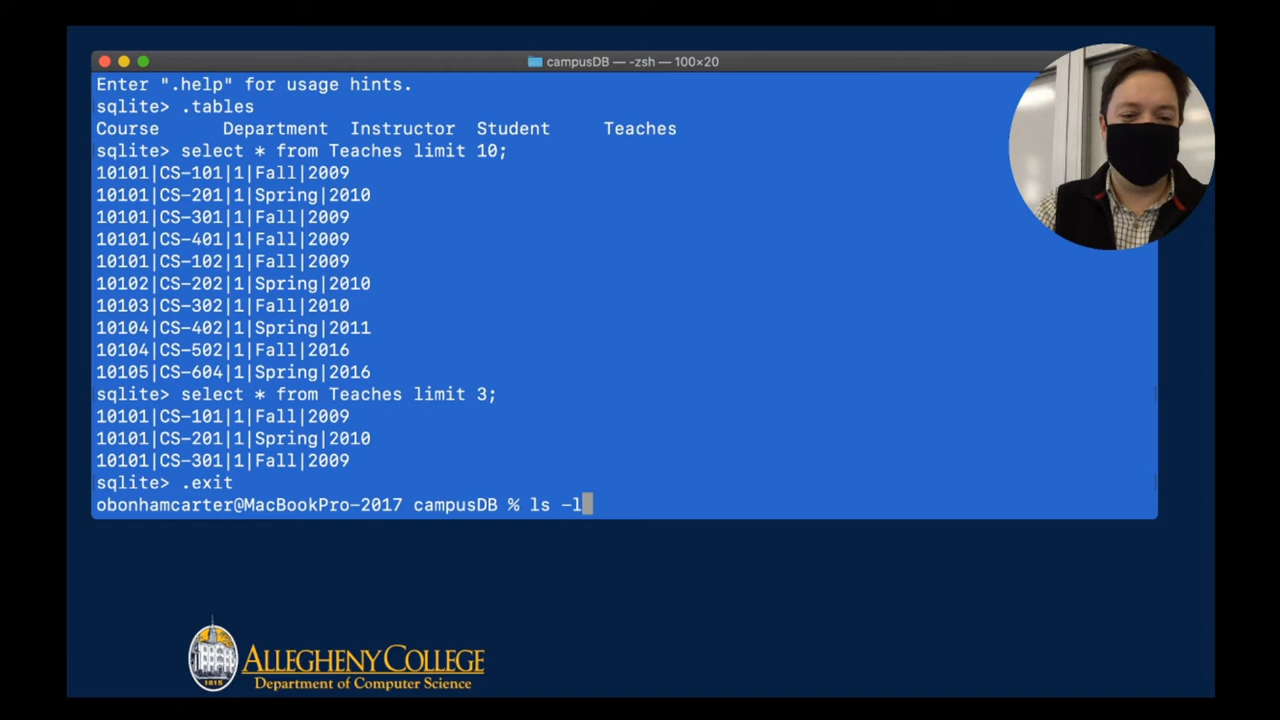 campusDB — -zsh — 100×20
Enter ".help" for usage hints.
sqlite> .tables
Course Department Instructor Student Teaches
sqlite> select * from Teaches limit 10;
10101|CS-101|1|Fall|2009
10101|CS-201|1|Spring|2010
10101|CS-301|1|Fall|2009
10101|CS-401|1|Fall|2009
10101|CS-102|1|Fall|2009
10102|CS-202|1|Spring|2010
10103|CS-302|1|Fall|2010
10104|CS-402|1|Spring|2011
10104|CS-502|1|Fall|2016
10105|CS-604|1|Spring|2016
sqlite> select * from Teaches limit 3;
10101|CS-101|1|Fall|2009
10101|CS-201|1|Spring|2010
10101|CS-301|1|Fall|2009
sqlite> .exit
obonhamcarter@MacBookPro-2017 campusDB % ls -l
ALLEGHENY COLLEGE
Department of Computer Science
1815